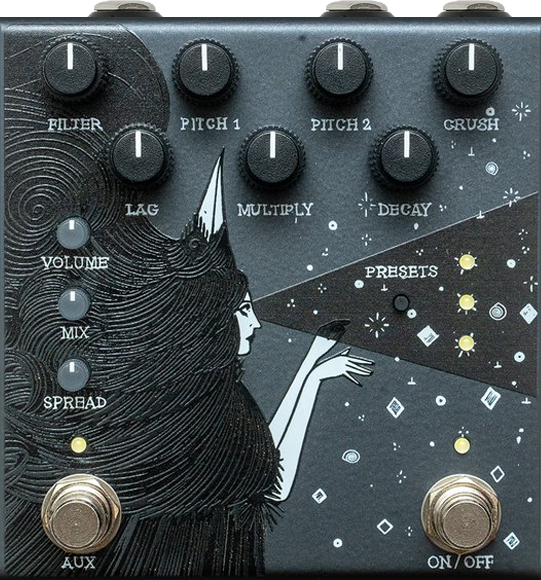 FILTER
PITCH 1
PITCH 2
CRUSH
LAG
MULTIPLY
DECAY
VOLUME
PRESETS
MIX
SPREAD
AUX
ON/OFF